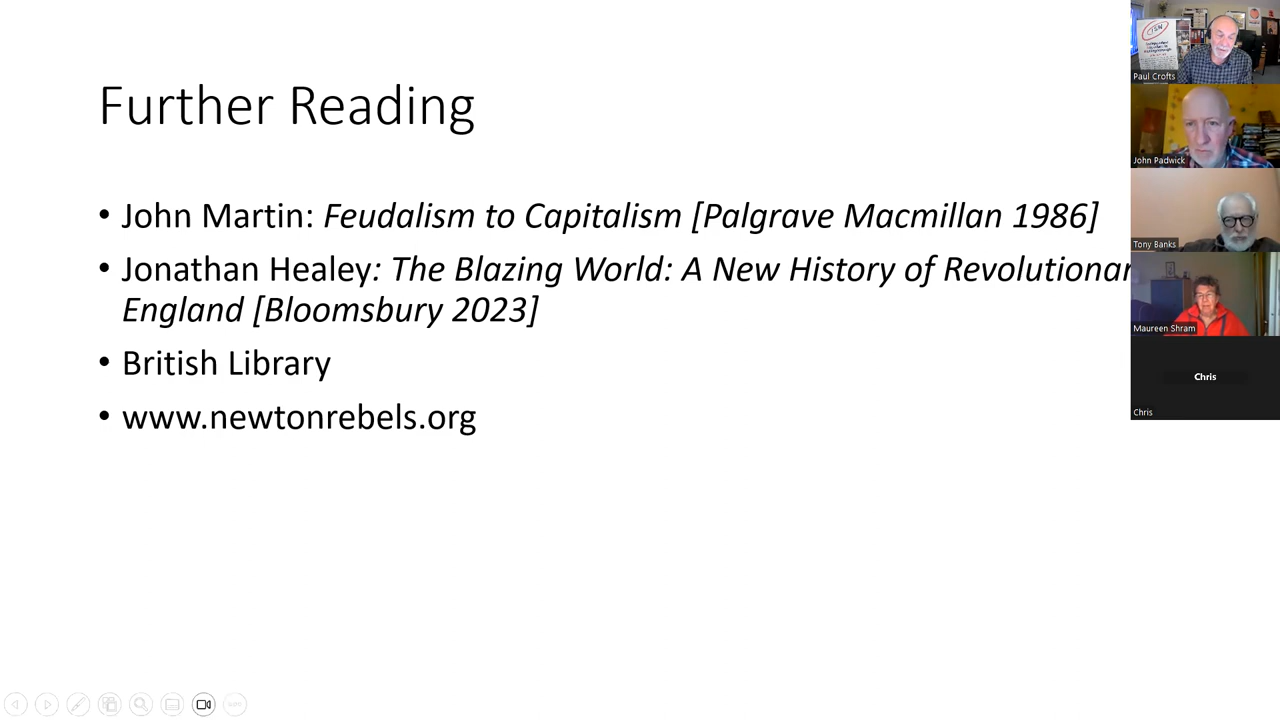 Further Reading
• John Martin: Feudalism to Capitalism [Palgrave Macmillan 1986]
• Jonathan Healey: The Blazing World: A New History of Revolutionar
England [Bloomsbury 2023]
• British Library
• www.newtonrebels.org
Paul Crofts
John Padwick
Tony Banks
Maureen Shram
Chris
Chris